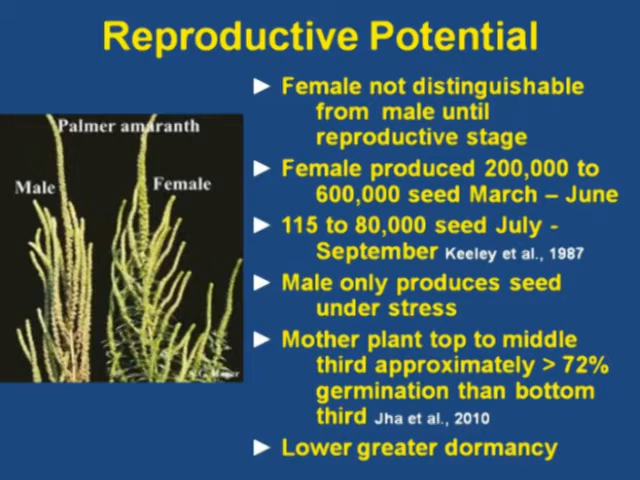 Reproductive Potential
Palmer amaranth
Male
Female
► Female not distinguishable
from male until
reproductive stage
► Female produced 200,000 to
600,000 seed March – June
► 115 to 80,000 seed July -
September Keeley et al., 1987
► Male only produces seed
under stress
► Mother plant top to middle
third approximately > 72%
germination than bottom
third Jha et al., 2010
► Lower greater dormancy